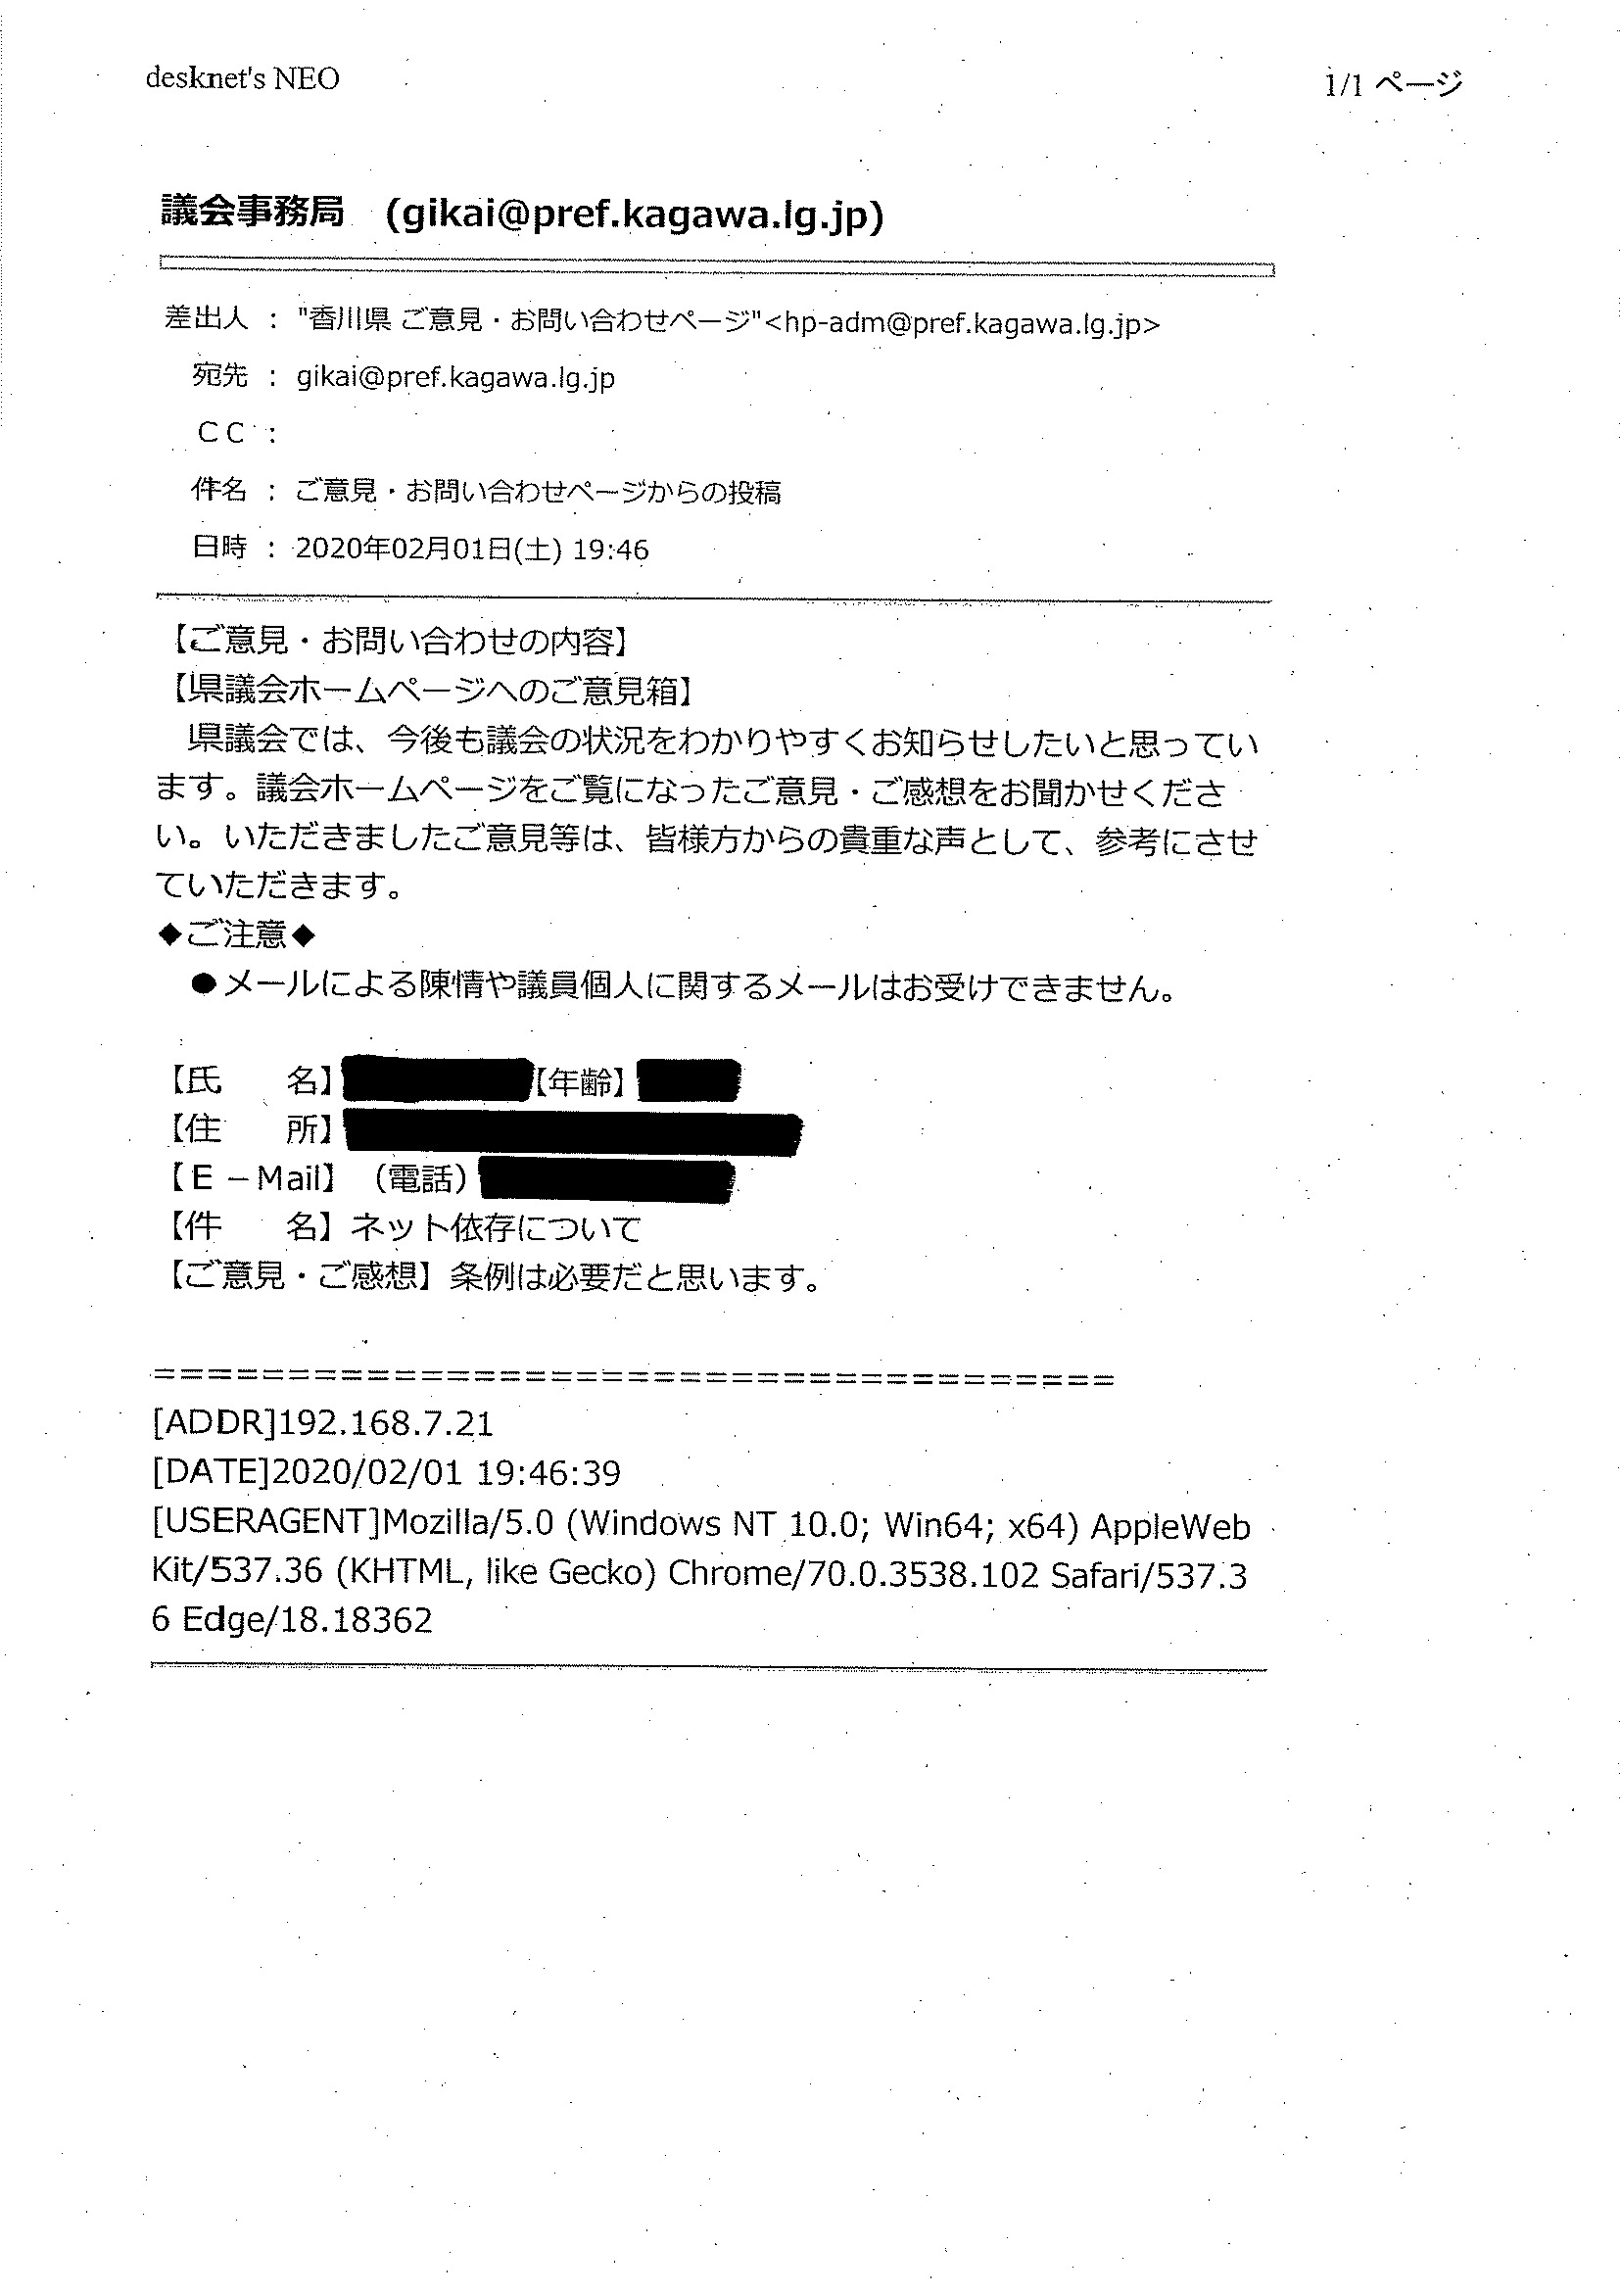 desknet's NEO
1/1 ページ
議会事務局　(gikai@pref.kagawa.lg.jp)
差出人 : "香川県 ご意見・お問い合わせページ"<hp-adm@pref.kagawa.lg.jp>
宛先 : gikai@pref.kagawa.lg.jp
ＣＣ :
件名 : ご意見・お問い合わせページからの投稿
日時 : 2020年02月01日(土) 19:46
【ご意見・お問い合わせの内容】
【県議会ホームページへのご意見箱】
　県議会では、今後も議会の状況をわかりやすくお知らせしたいと思ってい
ます。議会ホームページをご覧になったご意見・ご感想をお聞かせくださ
い。いただきましたご意見等は、皆様方からの貴重な声として、参考にさせ
ていただきます。
◆ご注意◆
　●メールによる陳情や議員個人に関するメールはお受けできません。
【氏　　名】【年齢】
【住　　所】
【Ｅ－Mail】（電話）
【件　　名】ネット依存について
【ご意見・ご感想】条例は必要だと思います。
=====================================
[ADDR]192.168.7.21
[DATE]2020/02/01 19:46:39
[USERAGENT]Mozilla/5.0 (Windows NT 10.0; Win64; x64) AppleWeb
Kit/537.36 (KHTML, like Gecko) Chrome/70.0.3538.102 Safari/537.3
6 Edge/18.18362